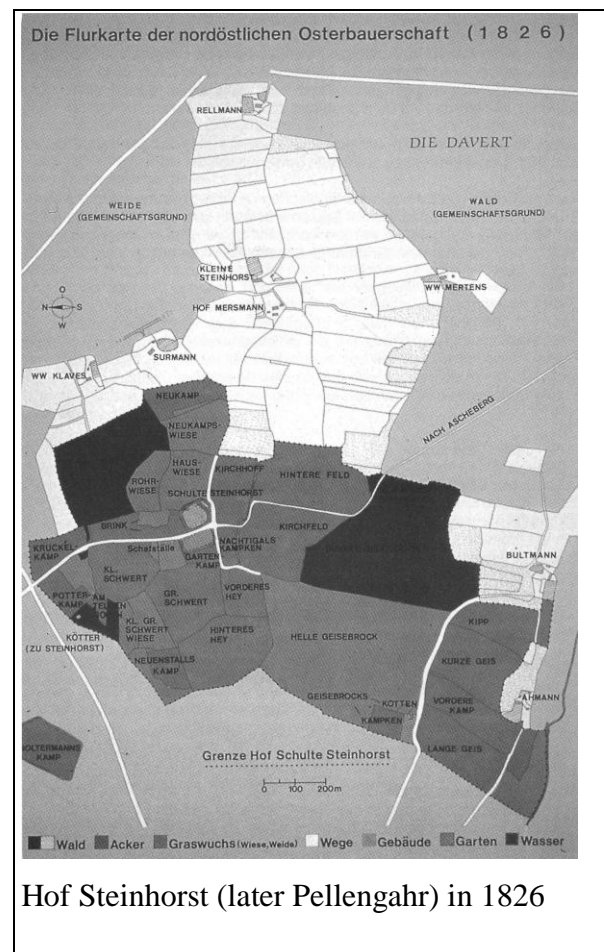 Die Flurkarte der nordöstlichen Osterbauerschaft (1826)
RELLMANN
DIE DAVERT
WEIDE
(GEMEINSCHAFTSGRUND)
WALD
(GEMEINSCHAFTSGRUND)
KLEINE
STEINHORST
WW MERTENS
HOF MERSMANN
O
N S
W
SURMANN
WW KLAVES
NEUKAMP
NACH ASCHEBERG
NEUKAMPS-
WIESE
HAUS-
WIESE
KIRCHHOFF
HINTERE FELD
ROHR-
WISSE
SCHULTE STEINHORST
BRINK
KIRCHFELD
BULTMANN
KRUCKEL
KAMP
Schafställe
NACHTIGALS
KAMPKEN
GARTEN
KAMP
KL.
SCHWERT
POTTER-
KAMP
AM
GR.
SCHWERT
VORDERES
HEY
KIPP
KL. GR.
SCHWERT
WIESE
KÖTTER
(ZU STEINHORST)
HINTERES
HEY
HELLE GEISEBROCK
KURZE GEIS
NEUENSTALLS
KAMP
GEISEBROCKS
KAMPKEN
KOTTEN
VORDERE
KAMP
AHMANN
HOLTERMANNS
KAMP
LANGE GEIS
Grenze Hof Schulte Steinhorst
0 100 200m
Wald Acker Graswuchs (Wiese, Weide) Wege Gebäude Garten Wasser
Hof Steinhorst (later Pellengahr) in 1826